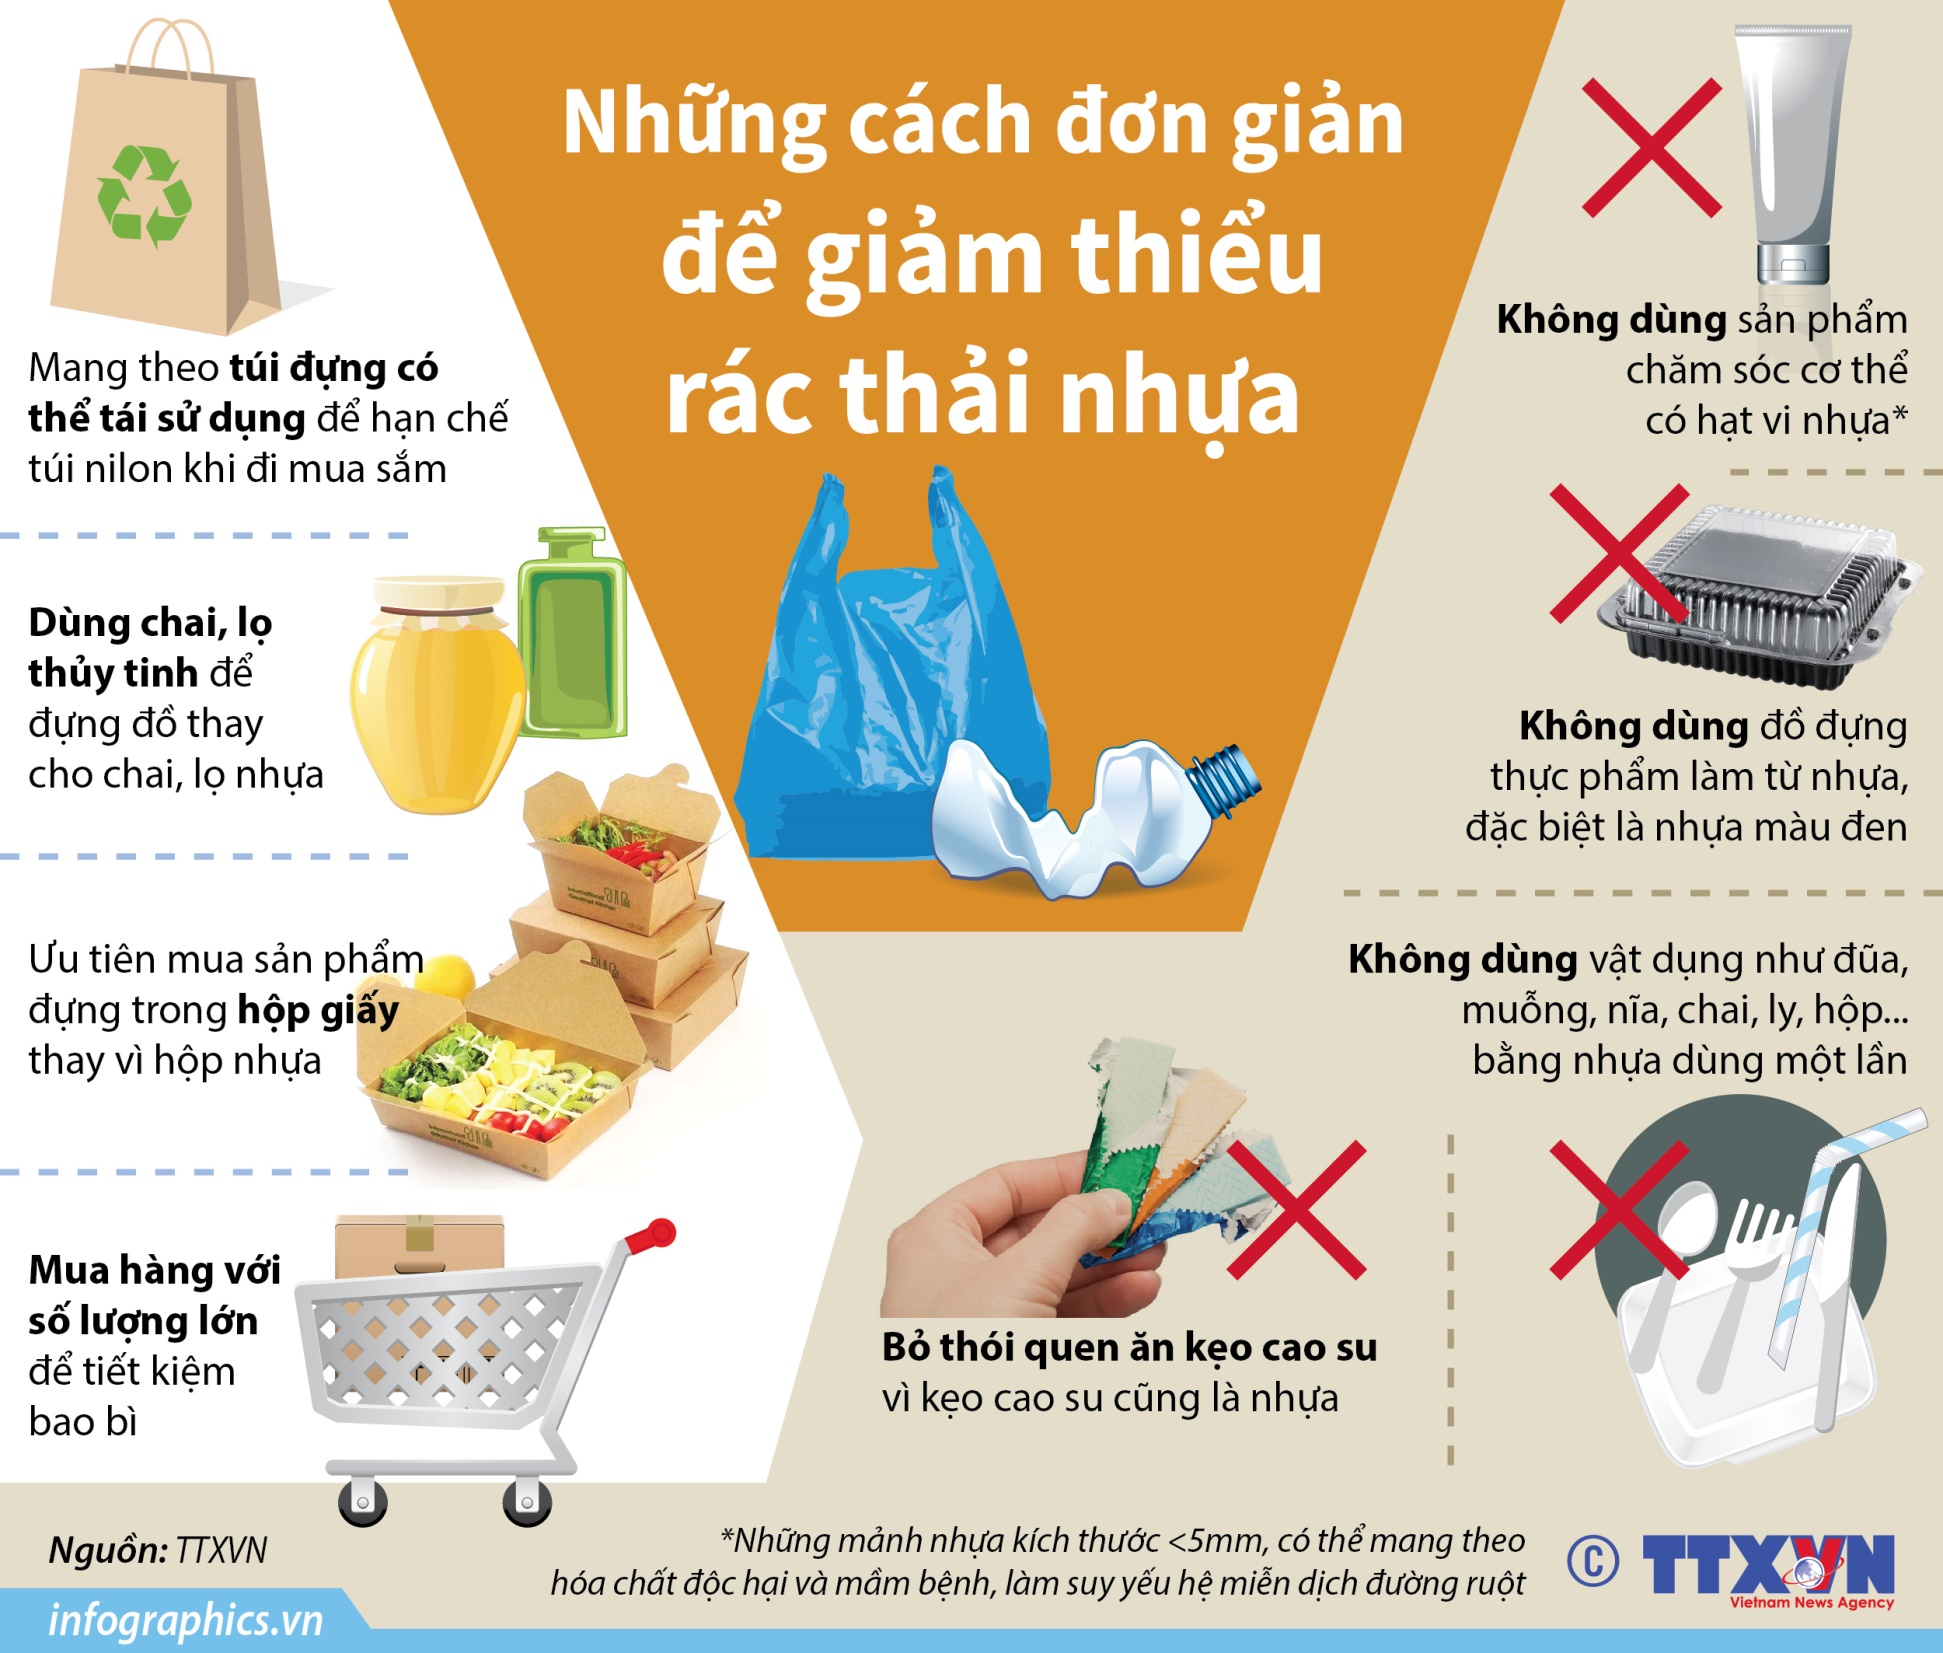 Những cách đơn giản
để giảm thiểu
rác thải nhựa
Mang theo túi đựng có
thể tái sử dụng để hạn chế
túi nilon khi đi mua sắm
Dùng chai, lọ
thủy tinh để
đựng đồ thay
cho chai, lọ nhựa
Ưu tiên mua sản phẩm
đựng trong hộp giấy
thay vì hộp nhựa
International
Gourmet Kitchen
International
Gourmet Kitchen
Mua hàng với
số lượng lớn
để tiết kiệm
bao bì
Không dùng sản phẩm
chăm sóc cơ thể
có hạt vi nhựa*
Không dùng đồ đựng
thực phẩm làm từ nhựa,
đặc biệt là nhựa màu đen
Không dùng vật dụng như đũa,
muỗng, nĩa, chai, ly, hộp...
bằng nhựa dùng một lần
Bỏ thói quen ăn kẹo cao su
vì kẹo cao su cũng là nhựa
*Những mảnh nhựa kích thước <5mm, có thể mang theo
hóa chất độc hại và mầm bệnh, làm suy yếu hệ miễn dịch đường ruột
Nguồn: TTXVN
infographics.vn
© TTXVN
Vietnam News Agency